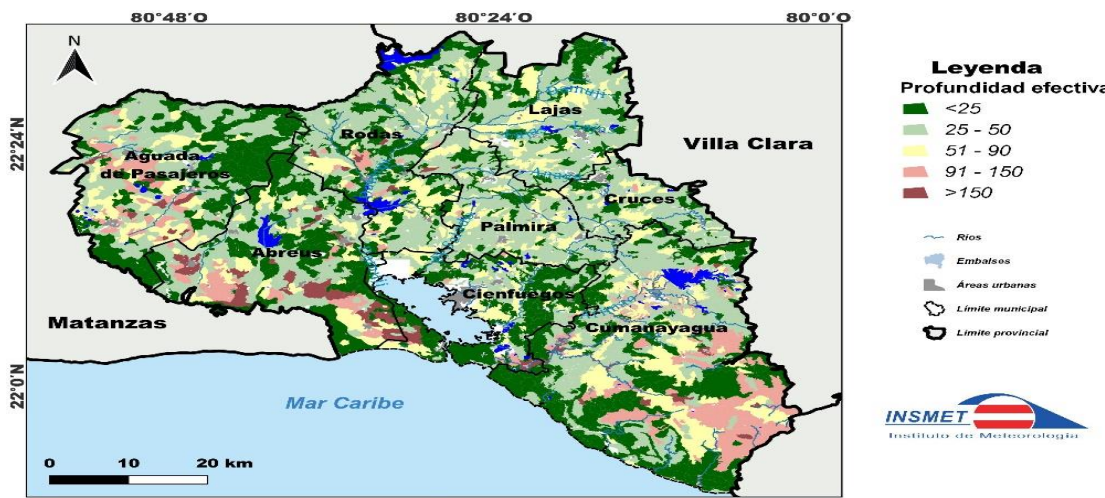 80°48'O
80°24'O
80°0'O
N
22°24'N
22°0'N
Rodas
Lajas
Damují
Aguada
de Pasajeros
Villa Clara
Cruces
Palmira
Abreus
Cienfuegos
Cumanayagua
Matanzas
Mar Caribe
0 10 20 km
Leyenda
Profundidad efectiva
<25
25 - 50
51 - 90
91 - 150
>150
Ríos
Embalses
Áreas urbanas
Límite municipal
Límite provincial
INSMET
Instituto de Meteorología